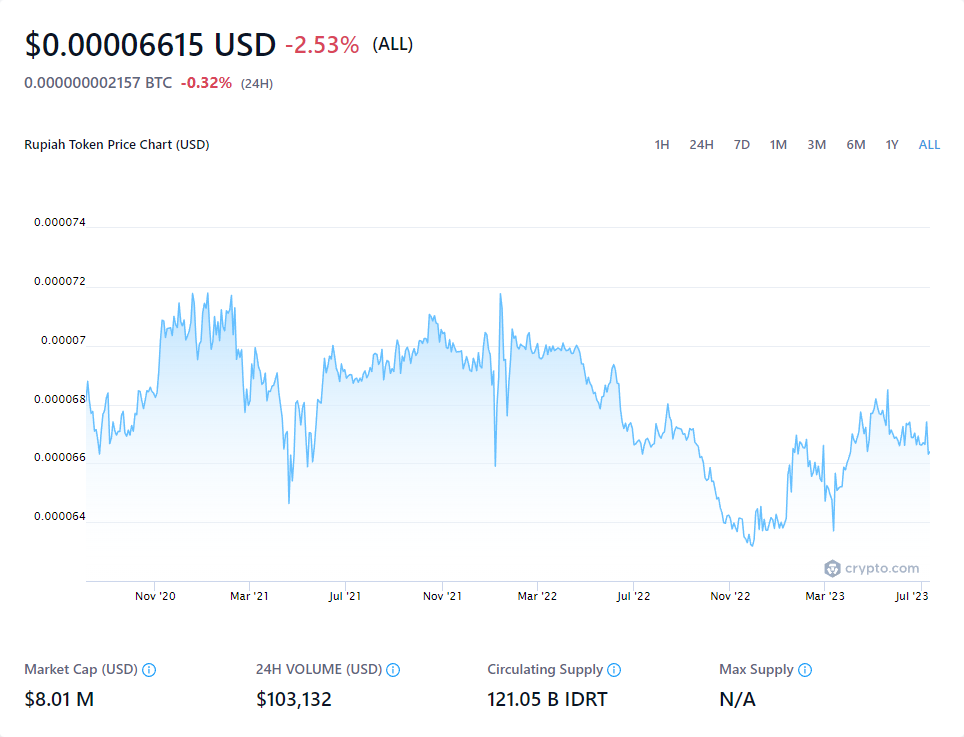 $0.00006615 USD -2.53% (ALL)
0.000000002157 BTC -0.32% (24H)
Rupiah Token Price Chart (USD) 1H 24H 7D 1M 3M 6M 1Y ALL
0.000074
0.000072
0.00007
0.000068
0.000066
0.000064
crypto.com
Nov '20 Mar '21 Jul '21 Nov '21 Mar '22 Jul '22 Nov '22 Mar '23 Jul '23
Market Cap (USD) 24H VOLUME (USD) Circulating Supply Max Supply
$8.01 M $103,132 121.05 B IDRT N/A